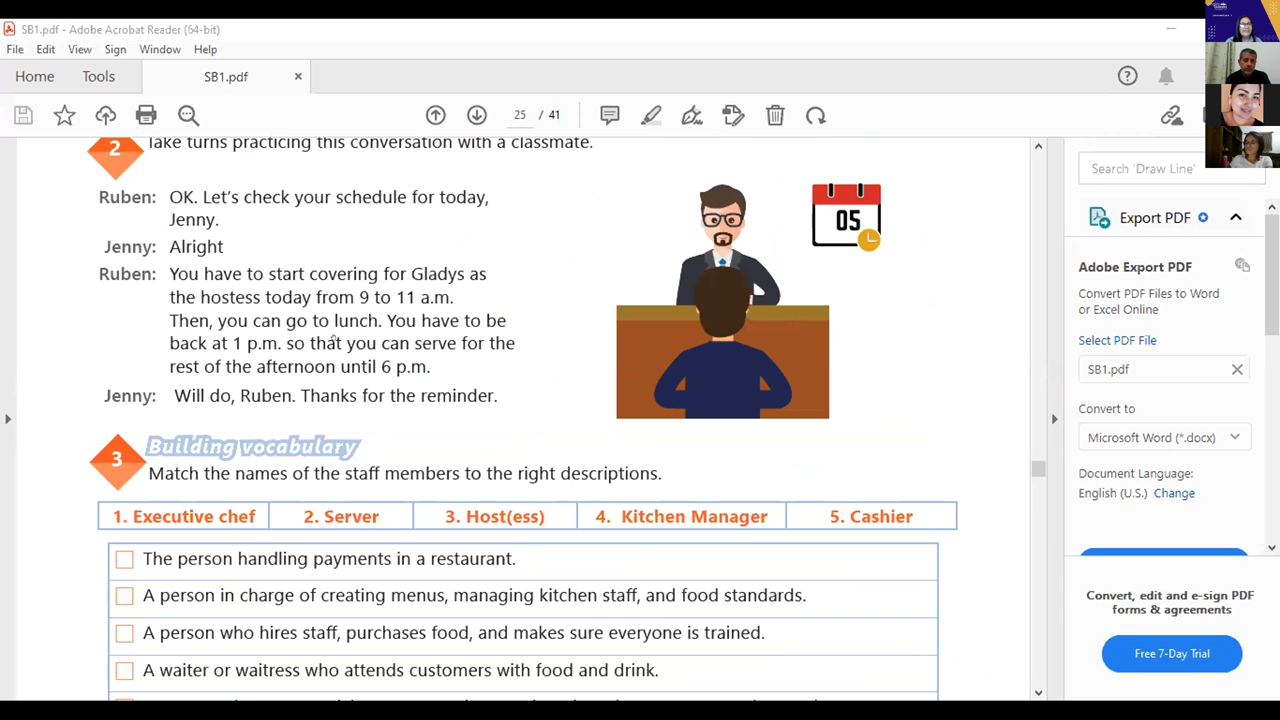 SB1.pdf - Adobe Acrobat Reader (64-bit)
File Edit View Sign Window Help
Home Tools SB1.pdf ×
25 / 41
2 Take turns practicing this conversation with a classmate.
Ruben: OK. Let's check your schedule for today,
Jenny.
Jenny: Alright
Ruben: You have to start covering for Gladys as
the hostess today from 9 to 11 a.m.
Then, you can go to lunch. You have to be
back at 1 p.m. so that you can serve for the
rest of the afternoon until 6 p.m.
Jenny: Will do, Ruben. Thanks for the reminder.
05
3 Building vocabulary
Match the names of the staff members to the right descriptions.
1. Executive chef 2. Server 3. Host(ess) 4. Kitchen Manager 5. Cashier
The person handling payments in a restaurant.
A person in charge of creating menus, managing kitchen staff, and food standards.
A person who hires staff, purchases food, and makes sure everyone is trained.
A waiter or waitress who attends customers with food and drink.
Search 'Draw Line'
Export PDF
Adobe Export PDF
Convert PDF Files to Word
or Excel Online
Select PDF File
SB1.pdf
Convert to
Microsoft Word (*.docx)
Document Language:
English (U.S.) Change
Convert, edit and e-sign PDF
forms & agreements
Free 7-Day Trial